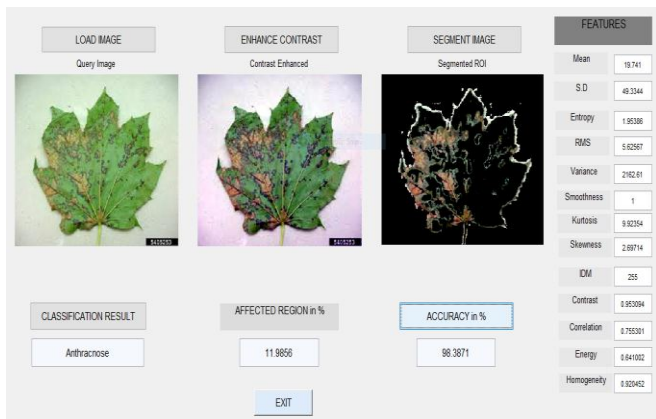 LOAD IMAGE
ENHANCE CONTRAST
SEGMENT IMAGE
Query Image
Contrast Enhanced
Segmented ROI
5405253
5405253
CLASSIFICATION RESULT
AFFECTED REGION in %
ACCURACY in %
Anthracnose
11.9856
98.3871
EXIT
FEATURES
Mean 19.741
S.D 49.3344
Entropy 1.95386
RMS 5.62567
Variance 2162.61
Smoothness 1
Kurtosis 9.92354
Skewness 2.69714
IDM 255
Contrast 0.953094
Correlation 0.755301
Energy 0.641002
Homogeneity 0.920452